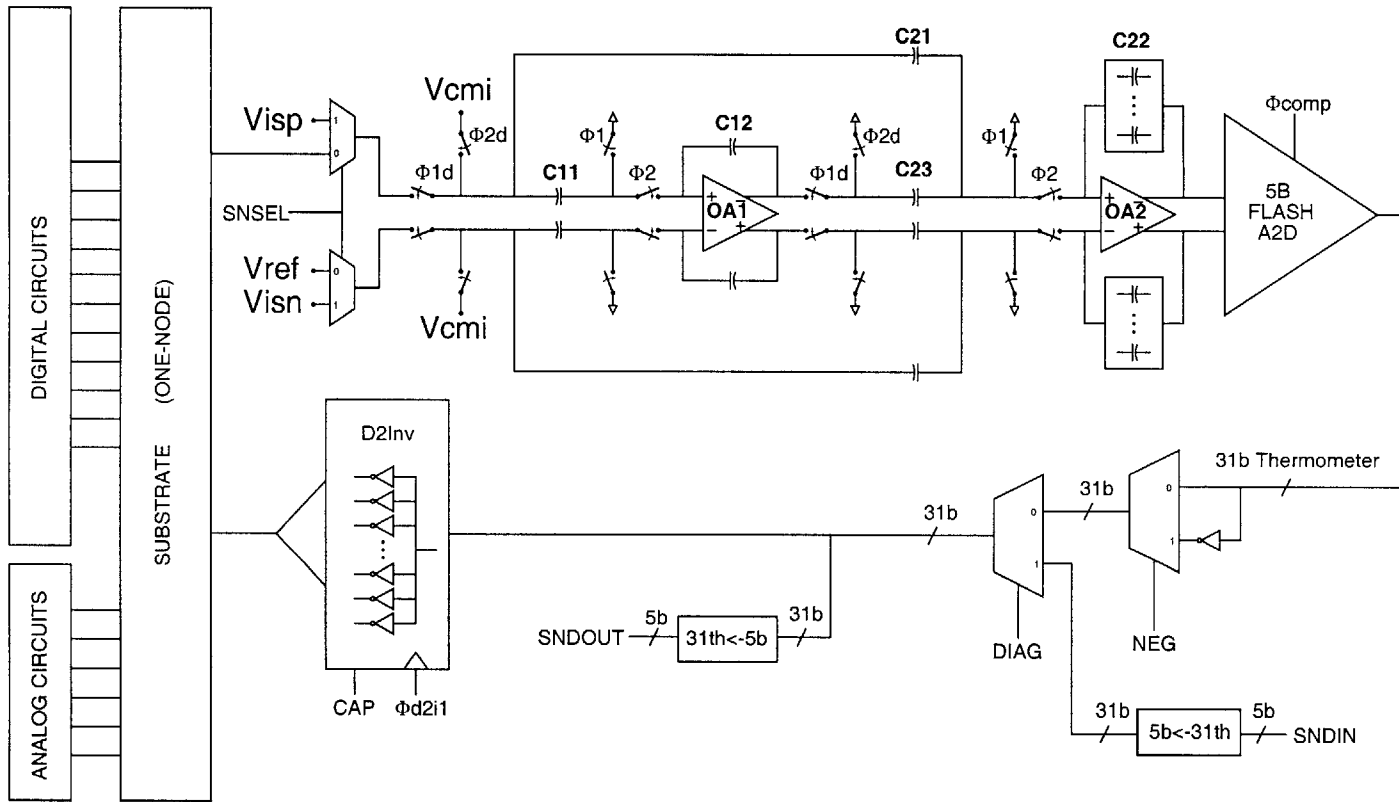 DIGITAL CIRCUITS
ANALOG CIRCUITS
SUBSTRATE (ONE-NODE)
Visp
1
0
SNSEL
Vref
0
Visn
1
Vcmi
Φ2d
Φ1d
Vcmi
C11
Φ1
Φ2
C12
+ −
OA1
− +
Φ1d
Φ2d
C21
C23
Φ1
Φ2
C22
+ −
OA2
− +
Φcomp
5B
FLASH
A2D
D2Inv
CAP
Φd2i1
31b
SNDOUT
5b
31th<-5b
31b
0
1
DIAG
31b
0
1
NEG
31b Thermometer
31b
5b<-31th
5b
SNDIN